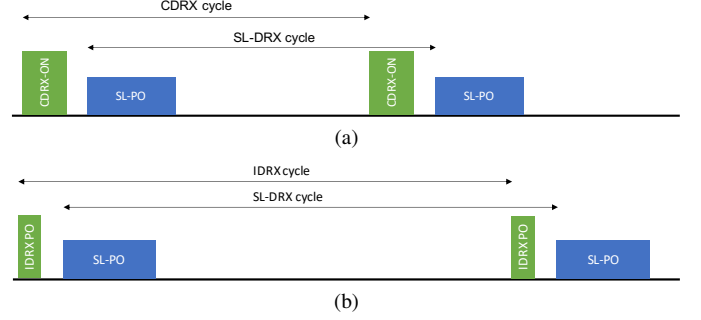 CDRX cycle
SL-DRX cycle
CDRX-ON
SL-PO
CDRX-ON
SL-PO
(a)
IDRX cycle
SL-DRX cycle
IDRX PO
SL-PO
IDRX PO
SL-PO
(b)